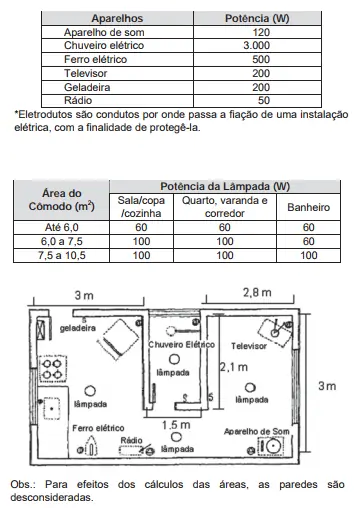 Aparelhos Potência (W)
Aparelho de som 120
Chuveiro elétrico 3.000
Ferro elétrico 500
Televisor 200
Geladeira 200
Rádio 50
*Eletrodutos são condutos por onde passa a fiação de uma instalação
elétrica, com a finalidade de protegê-la.
Área do
Cômodo (m²)
Potência da Lâmpada (W)
Sala/copa
/cozinha
Quarto, varanda e
corredor
Banheiro
Até 6,0 60 60 60
6,0 a 7,5 100 100 60
7,5 a 10,5 100 100 100
3 m 2,8 m
s
geladeira
Chuveiro Elétrico
Televisor
2,1 m
3 m
lâmpada
lâmpada
lâmpada
s
s
1,5 m
Ferro elétrico
Rádio
lâmpada
Aparelho de Som
Obs.: Para efeitos dos cálculos das áreas, as paredes são
desconsideradas.